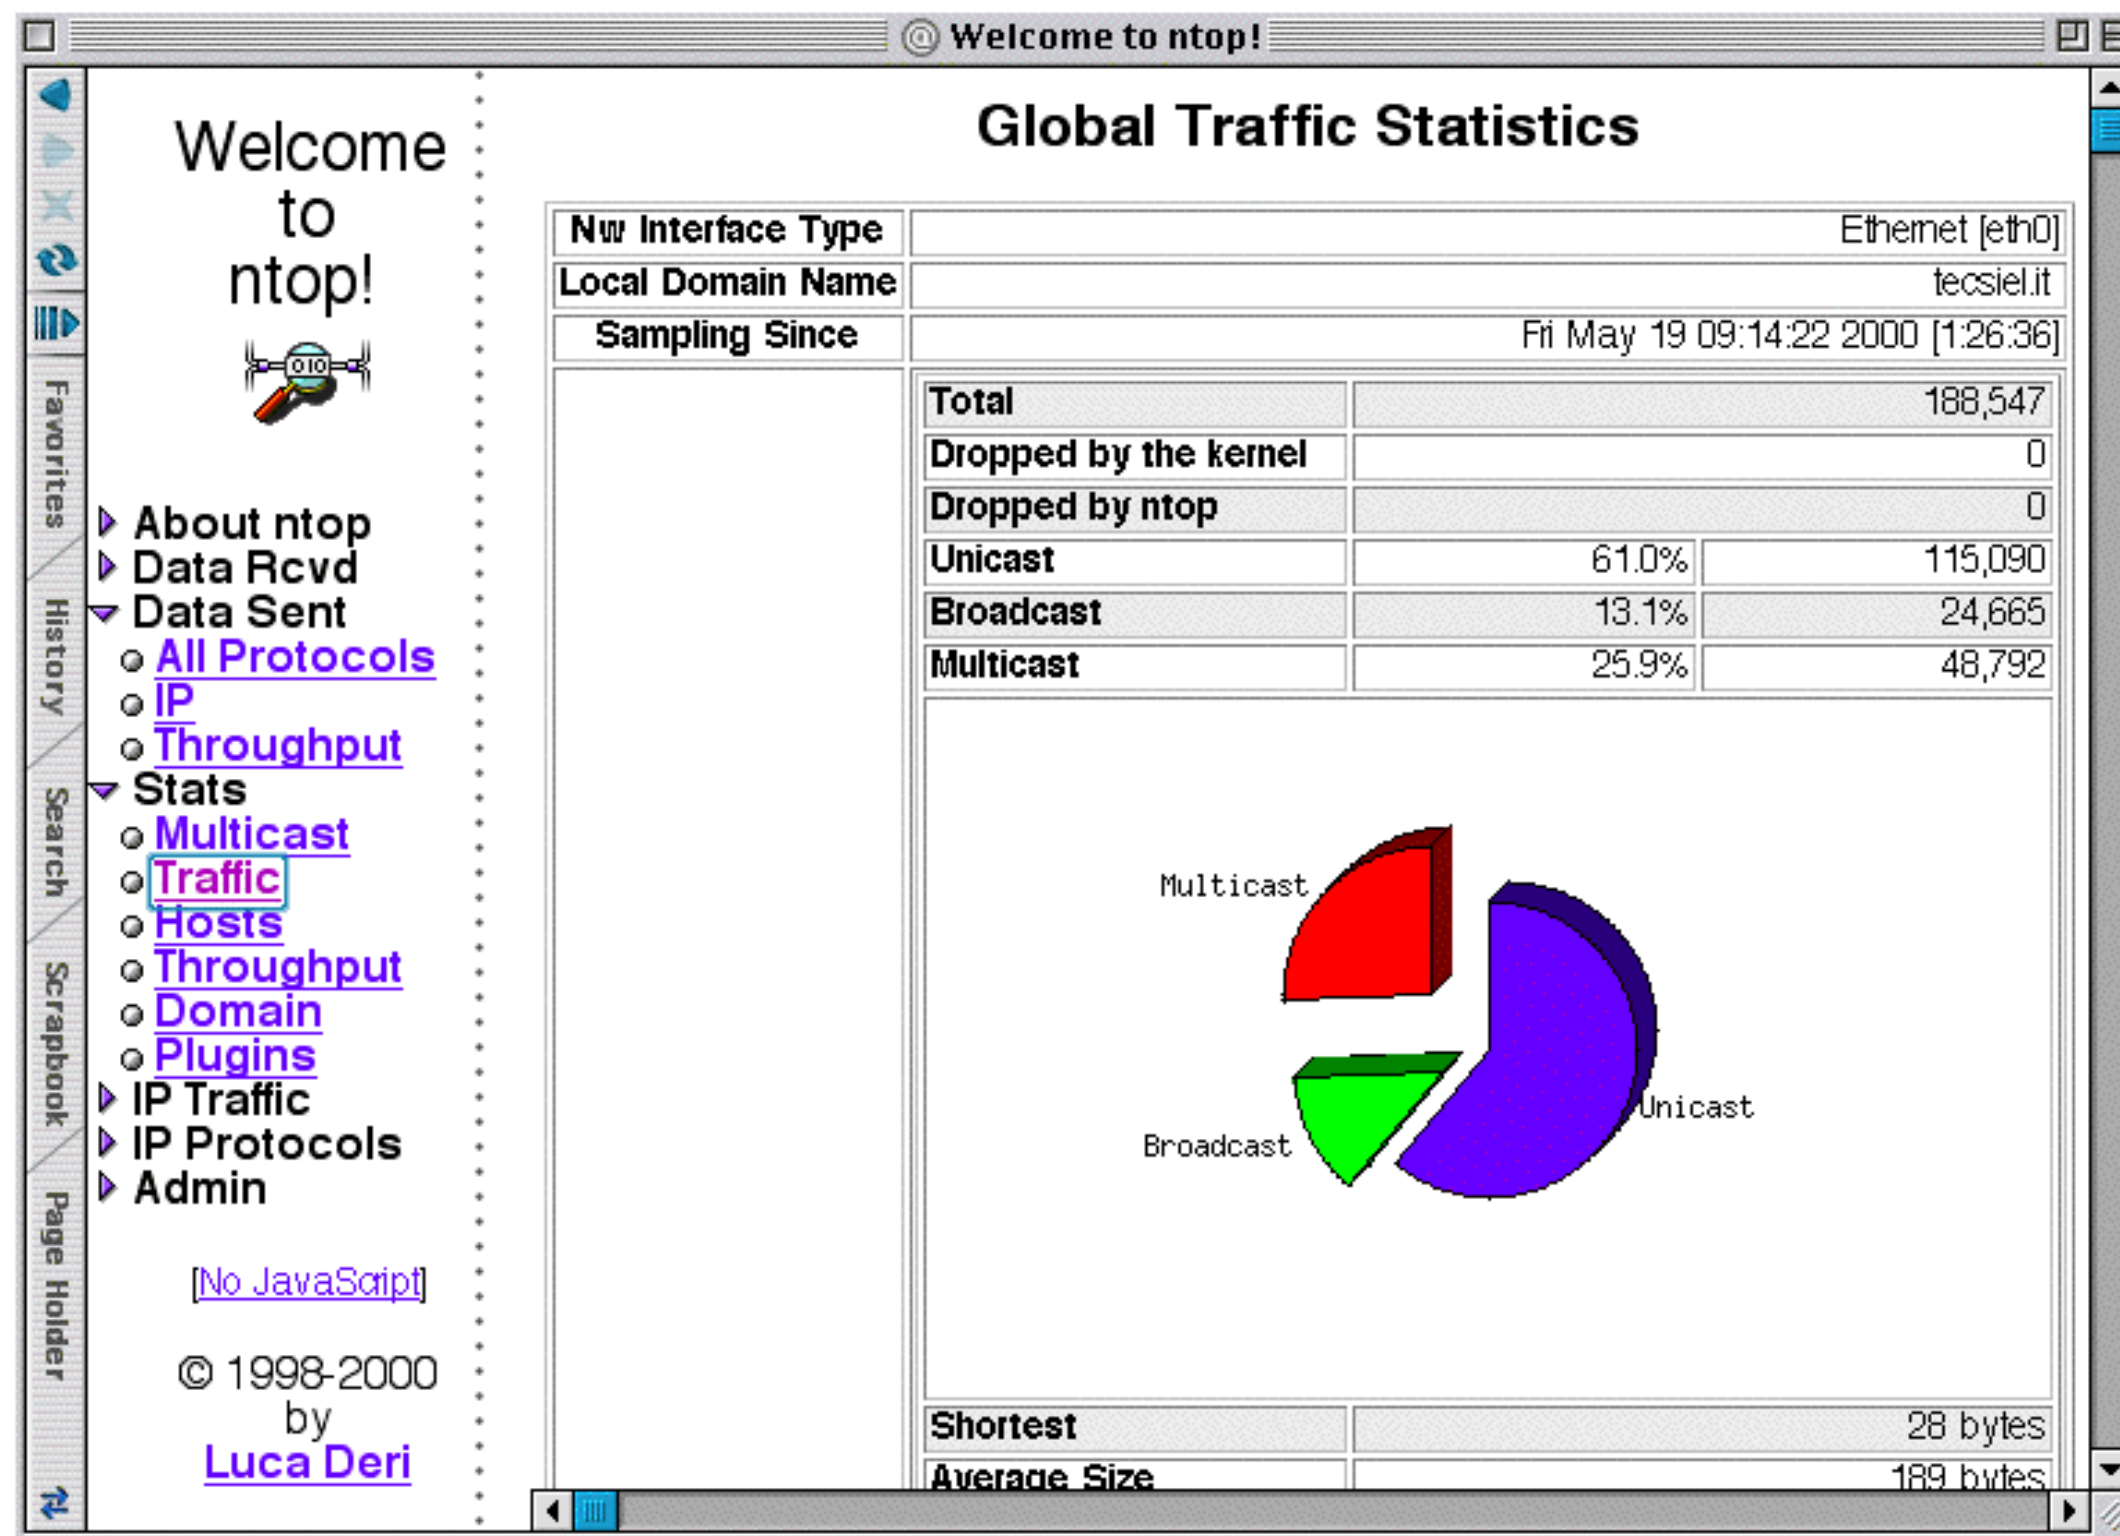 Welcome to ntop!
Favorites
History
Search
Scrapbook
Page Holder
Welcome
to
ntop!
010
About ntop
Data Rcvd
Data Sent
All Protocols
IP
Throughput
Stats
Multicast
Traffic
Hosts
Throughput
Domain
Plugins
IP Traffic
IP Protocols
Admin
[No JavaScript]
© 1998-2000
by
Luca Deri
Global Traffic Statistics
Nw Interface Type Ethernet [eth0]
Local Domain Name tecsiel.it
Sampling Since Fri May 19 09:14:22 2000 [1:26:36]
Total 188,547
Dropped by the kernel 0
Dropped by ntop 0
Unicast 61.0% 115,090
Broadcast 13.1% 24,665
Multicast 25.9% 48,792
Multicast
Unicast
Broadcast
Shortest 28 bytes
Average Size 189 bytes